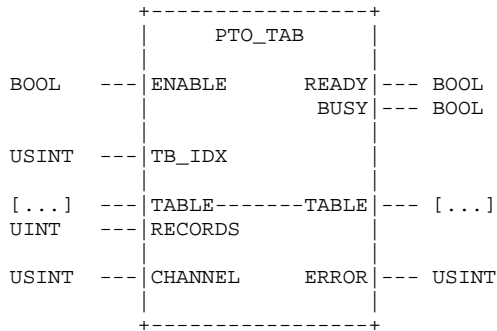 PTO_TAB
BOOL ---|ENABLE READY|--- BOOL
BUSY|--- BOOL
USINT ---|TB_IDX
[...] ---|TABLE-------TABLE|--- [...]
UINT ---|RECORDS
USINT ---|CHANNEL ERROR|--- USINT